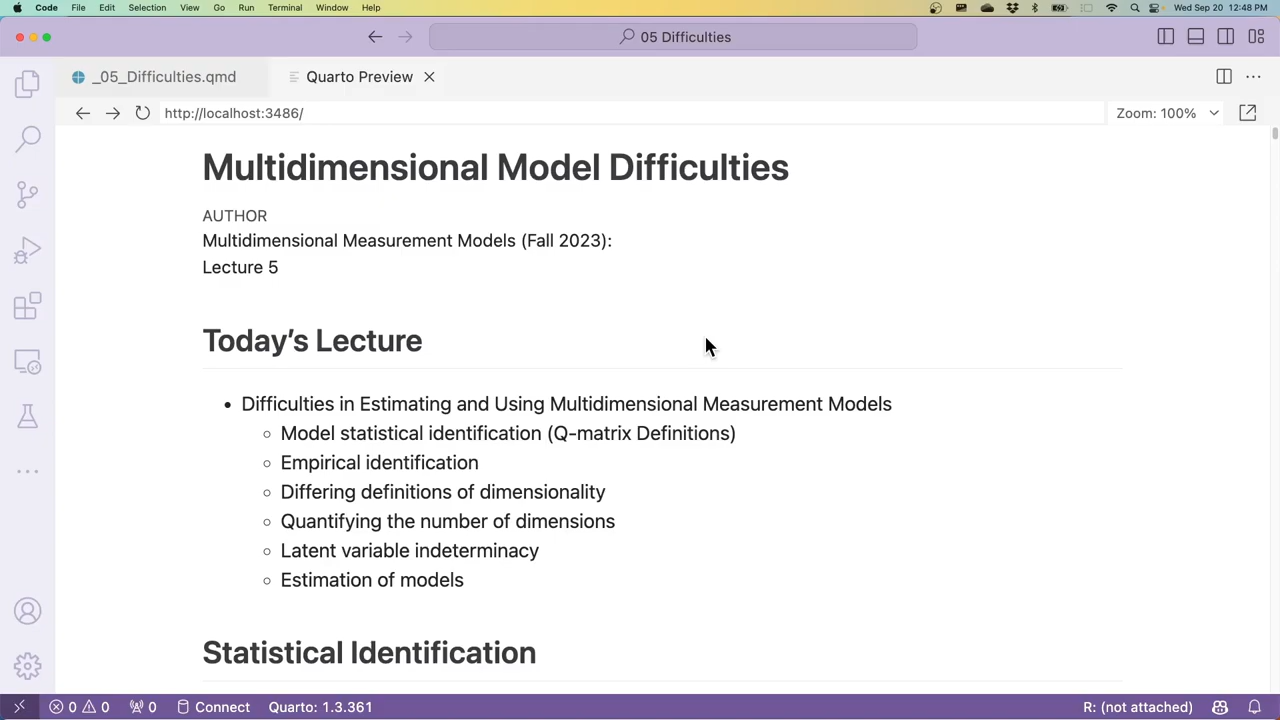 Code File Edit Selection View Go Run Terminal Window Help Wed Sep 20 12:48 PM
05 Difficulties
_05_Difficulties.qmd Quarto Preview
http://localhost:3486/ Zoom: 100%
Multidimensional Model Difficulties
AUTHOR
Multidimensional Measurement Models (Fall 2023):
Lecture 5
Today's Lecture
• Difficulties in Estimating and Using Multidimensional Measurement Models
◦ Model statistical identification (Q-matrix Definitions)
◦ Empirical identification
◦ Differing definitions of dimensionality
◦ Quantifying the number of dimensions
◦ Latent variable indeterminacy
◦ Estimation of models
Statistical Identification
0 0 0 Connect Quarto: 1.3.361 R: (not attached)